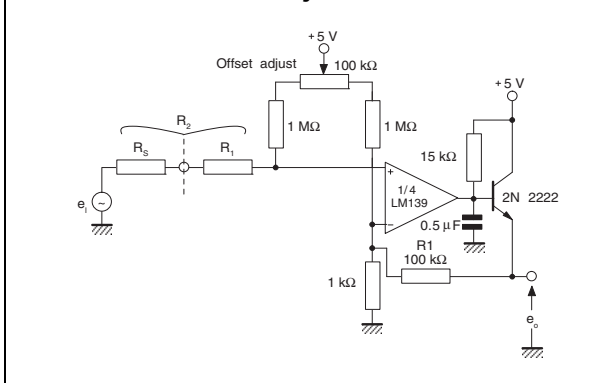 +5 V
Offset adjust
100 kΩ
+5 V
R2
1 MΩ
1 MΩ
RS
R1
15 kΩ
+
1/4
LM139
2N 2222
ei
~
0.5 µF
–
R1
100 kΩ
1 kΩ
eo